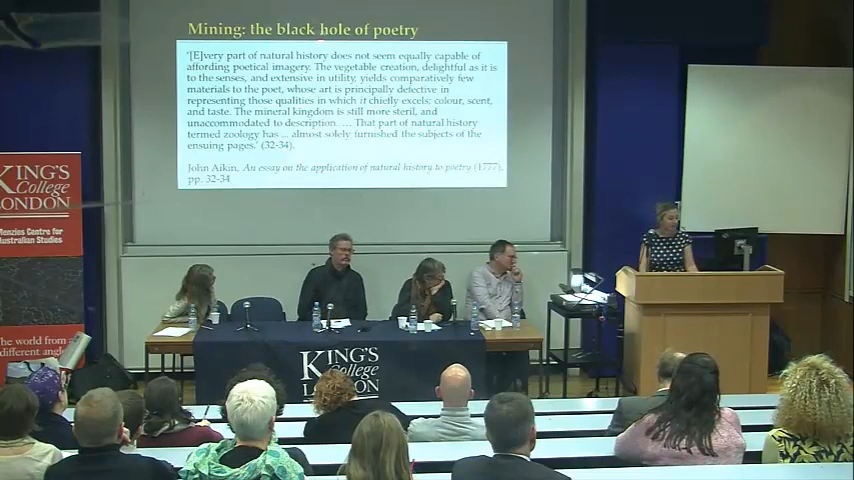 Mining: the black hole of poetry
'[E]very part of natural history does not seem equally capable of
affording poetical imagery. The vegetable creation, delightful as it is
to the senses, and extensive in utility, yields comparatively few
materials to the poet, whose art is principally defective in
representing those qualities in which it chiefly excels; colour, scent,
and taste. The mineral kingdom is still more steril, and
unaccommodated to description. … That part of natural history
termed zoology has ... almost solely furnished the subjects of the
ensuing pages.' (32-34).
John Aikin, An essay on the application of natural history to poetry (1777),
pp. 32-34
KING'S
College
LONDON
Menzies Centre for
Australian Studies
The world from
different angle
KING'S
College